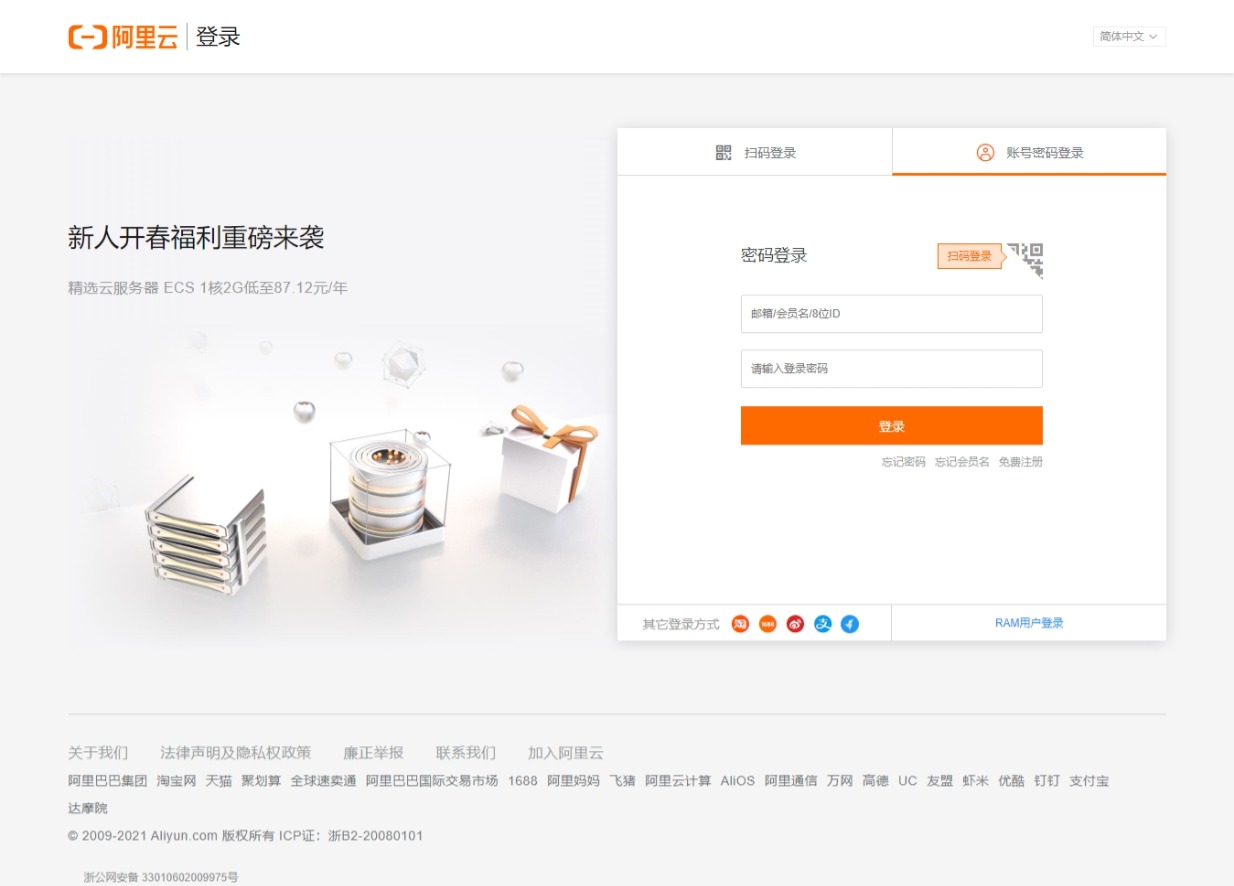 阿里云 登录
简体中文
扫码登录
账号密码登录
新人开春福利重磅来袭
精选云服务器 ECS 1核2G低至87.12元/年
密码登录
扫码登录
邮箱/会员名/8位ID
请输入登录密码
登录
忘记密码 忘记会员名 免费注册
其它登录方式 淘 1688
RAM用户登录
关于我们 法律声明及隐私权政策 廉正举报 联系我们 加入阿里云
阿里巴巴集团 淘宝网 天猫 聚划算 全球速卖通 阿里巴巴国际交易市场 1688 阿里妈妈 飞猪 阿里云计算 AliOS 阿里通信 万网 高德 UC 友盟 虾米 优酷 钉钉 支付宝
达摩院
© 2009-2021 Aliyun.com 版权所有 ICP证：浙B2-20080101
浙公网安备 33010602009975号